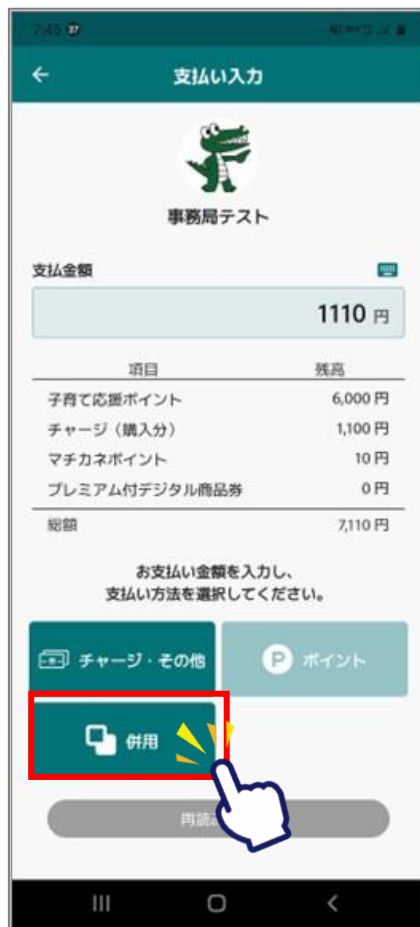 7:45
支払い入力
事務局テスト
支払金額
1110 円
項目 残高
子育て応援ポイント 6,000 円
チャージ（購入分） 1,100 円
マチカネポイント 10 円
プレミアム付デジタル商品券 0 円
総額 7,110 円
お支払い金額を入力し、
支払い方法を選択してください。
チャージ・その他 P ポイント
併用